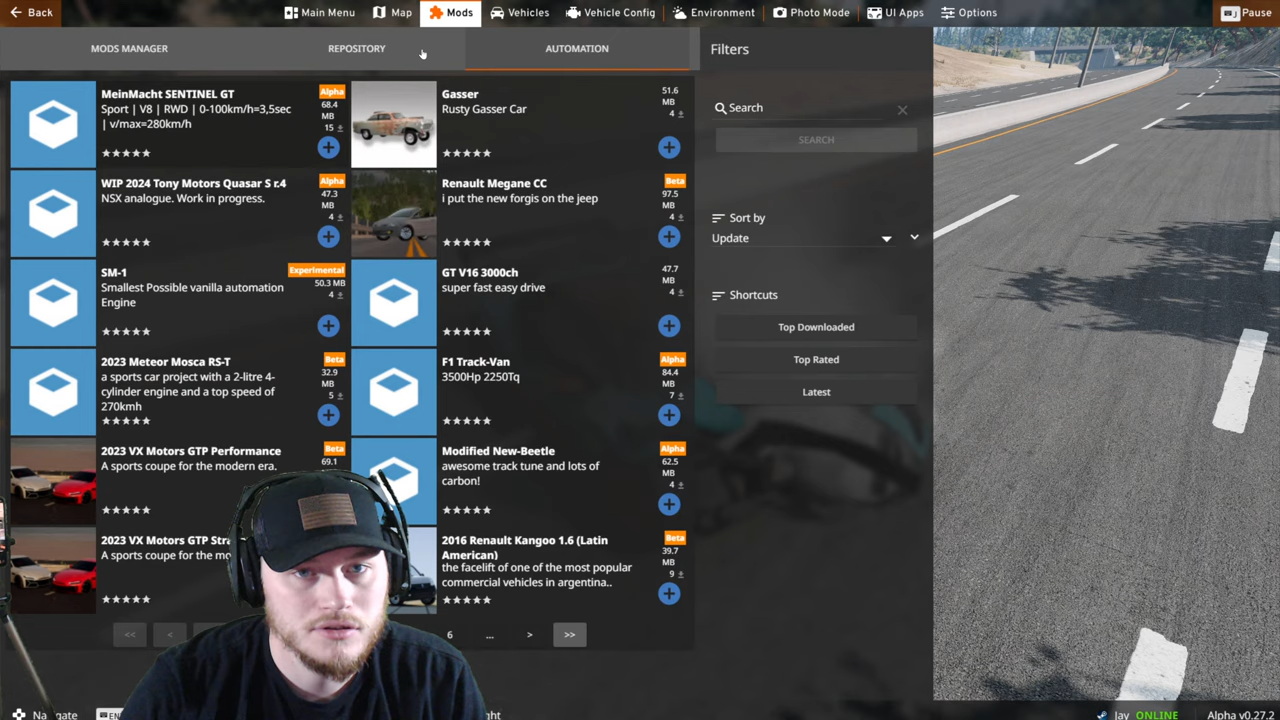 Back
Main Menu
Map
Mods
Vehicles
Vehicle Config
Environment
Photo Mode
UI Apps
Options
Pause
MODS MANAGER
REPOSITORY
AUTOMATION
Filters
MeinMacht SENTINEL GT
Alpha
Sport | V8 | RWD | 0-100km/h=3,5sec
| v/max=280km/h
68.4
MB
15
Gasser
Rusty Gasser Car
51.6
MB
4
Search
SEARCH
WIP 2024 Tony Motors Quasar S r.4
Alpha
NSX analogue. Work in progress.
47.3
MB
4
Renault Megane CC
Beta
i put the new forgis on the jeep
97.5
MB
4
Sort by
Update
SM-1
Experimental
Smallest Possible vanilla automation
Engine
50.3 MB
4
GT V16 3000ch
super fast easy drive
47.7
MB
4
Shortcuts
Top Downloaded
Top Rated
Latest
2023 Meteor Mosca RS-T
Beta
a sports car project with a 2-litre 4-
cylinder engine and a top speed of
270kmh
32.9
MB
5
F1 Track-Van
Alpha
3500Hp 2250Tq
84.4
MB
7
2023 VX Motors GTP Performance
Beta
A sports coupe for the modern era.
69.1
Modified New-Beetle
Alpha
awesome track tune and lots of
carbon!
62.5
MB
4
2023 VX Motors GTP Stra
A sports coupe for the mo
2016 Renault Kangoo 1.6 (Latin
American)
Beta
the facelift of one of the most popular
commercial vehicles in argentina..
39.7
MB
9
<< < 6 ... > >>
Navigate
EN
ght
Jay ONLINE
Alpha v0.27.2